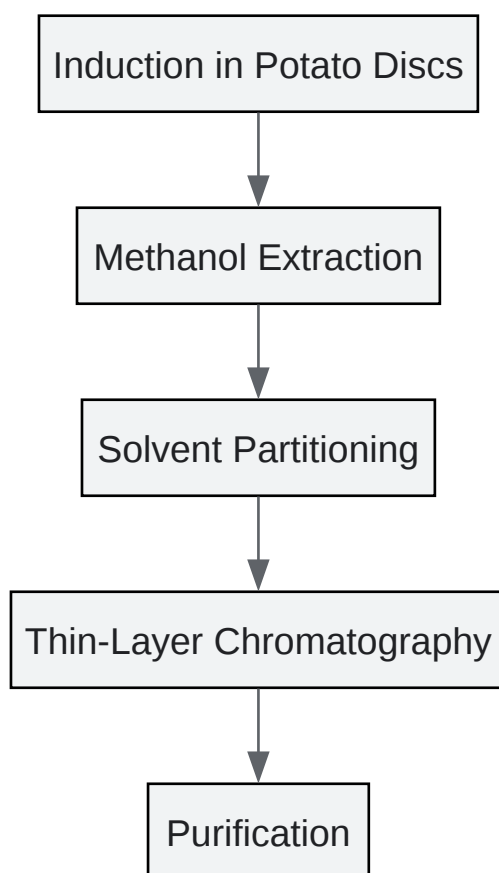 Induction in Potato Discs
Methanol Extraction
Solvent Partitioning
Thin-Layer Chromatography
Purification